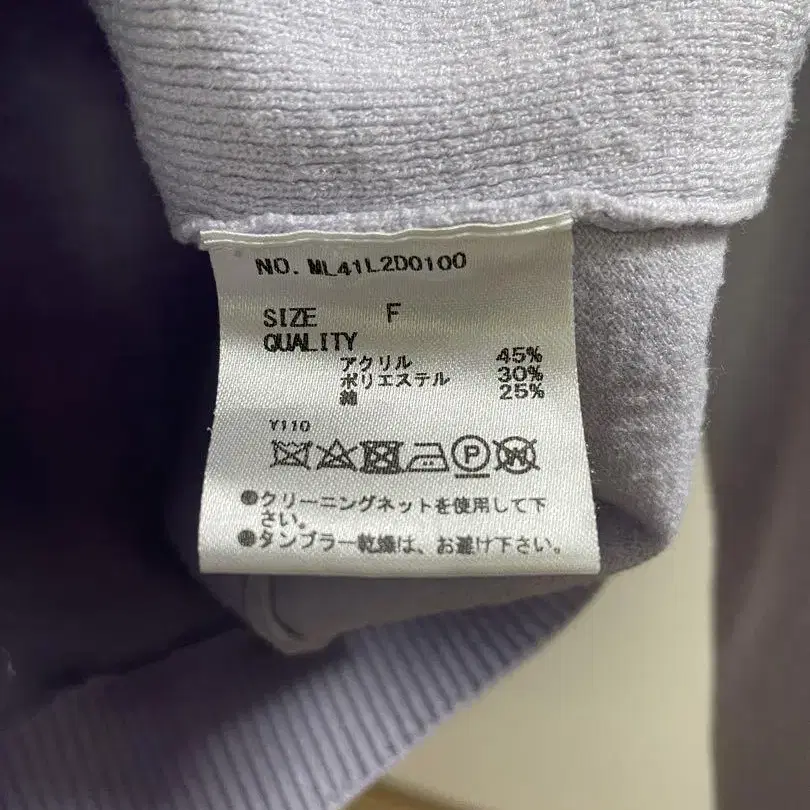 NO. ML41L2D0100
SIZE F
QUALITY
アクリル 45%
ポリエステル 30%
綿 25%
Y110
P W
●クリーニングネットを使用して下
さい。
●タンブラー乾燥は、お避け下さい。